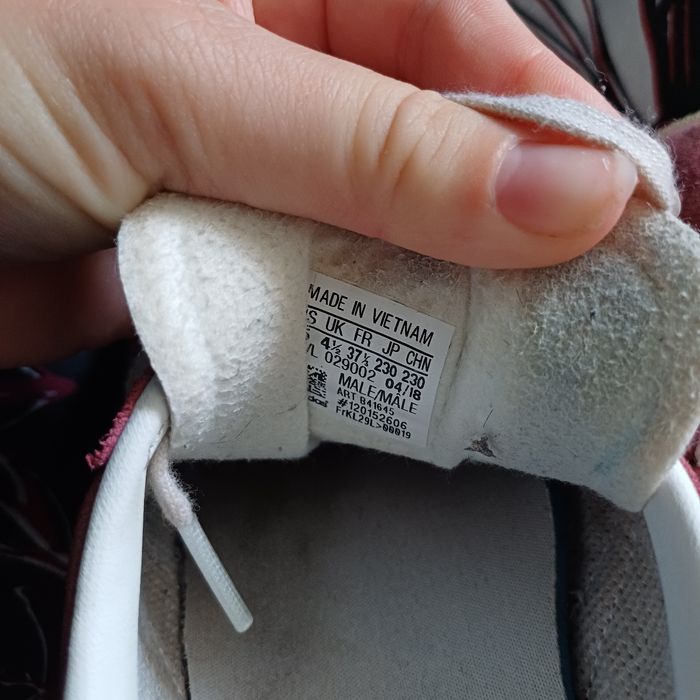 MADE IN VIETNAM
UK FR JP CHN
4½ 37⅓ 230 230
029002 04/18
MALE/MÂLE
ART B41645
#120152606
FrKL29L>00019